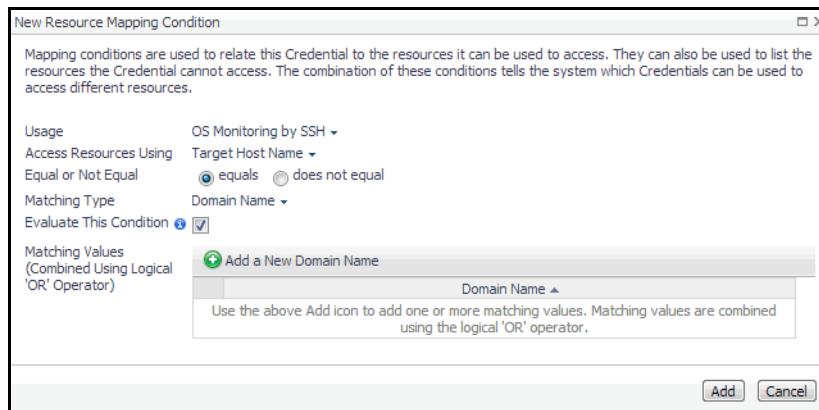 New Resource Mapping Condition
Mapping conditions are used to relate this Credential to the resources it can be used to access. They can also be used to list the
resources the Credential cannot access. The combination of these conditions tells the system which Credentials can be used to
access different resources.
Usage OS Monitoring by SSH
Access Resources Using Target Host Name
Equal or Not Equal equals does not equal
Matching Type Domain Name
Evaluate This Condition
Matching Values
(Combined Using Logical
'OR' Operator)
Add a New Domain Name
Domain Name
Use the above Add icon to add one or more matching values. Matching values are combined
using the logical 'OR' operator.
Add Cancel